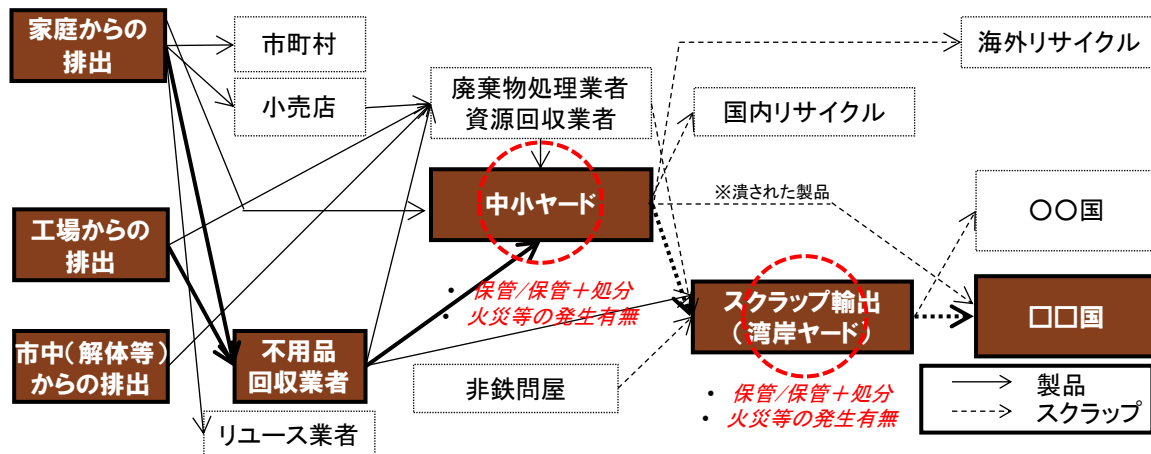 家庭からの
排出
市町村
小売店
廃棄物処理業者
資源回収業者
海外リサイクル
国内リサイクル
中小ヤード
※潰された製品
〇〇国
工場からの
排出
• 保管/保管+処分
• 火災等の発生有無
スクラップ輸出
(湾岸ヤード)
□□国
市中(解体等)
からの排出
不用品
回収業者
非鉄問屋
• 保管/保管+処分
• 火災等の発生有無
製品
スクラップ
リユース業者